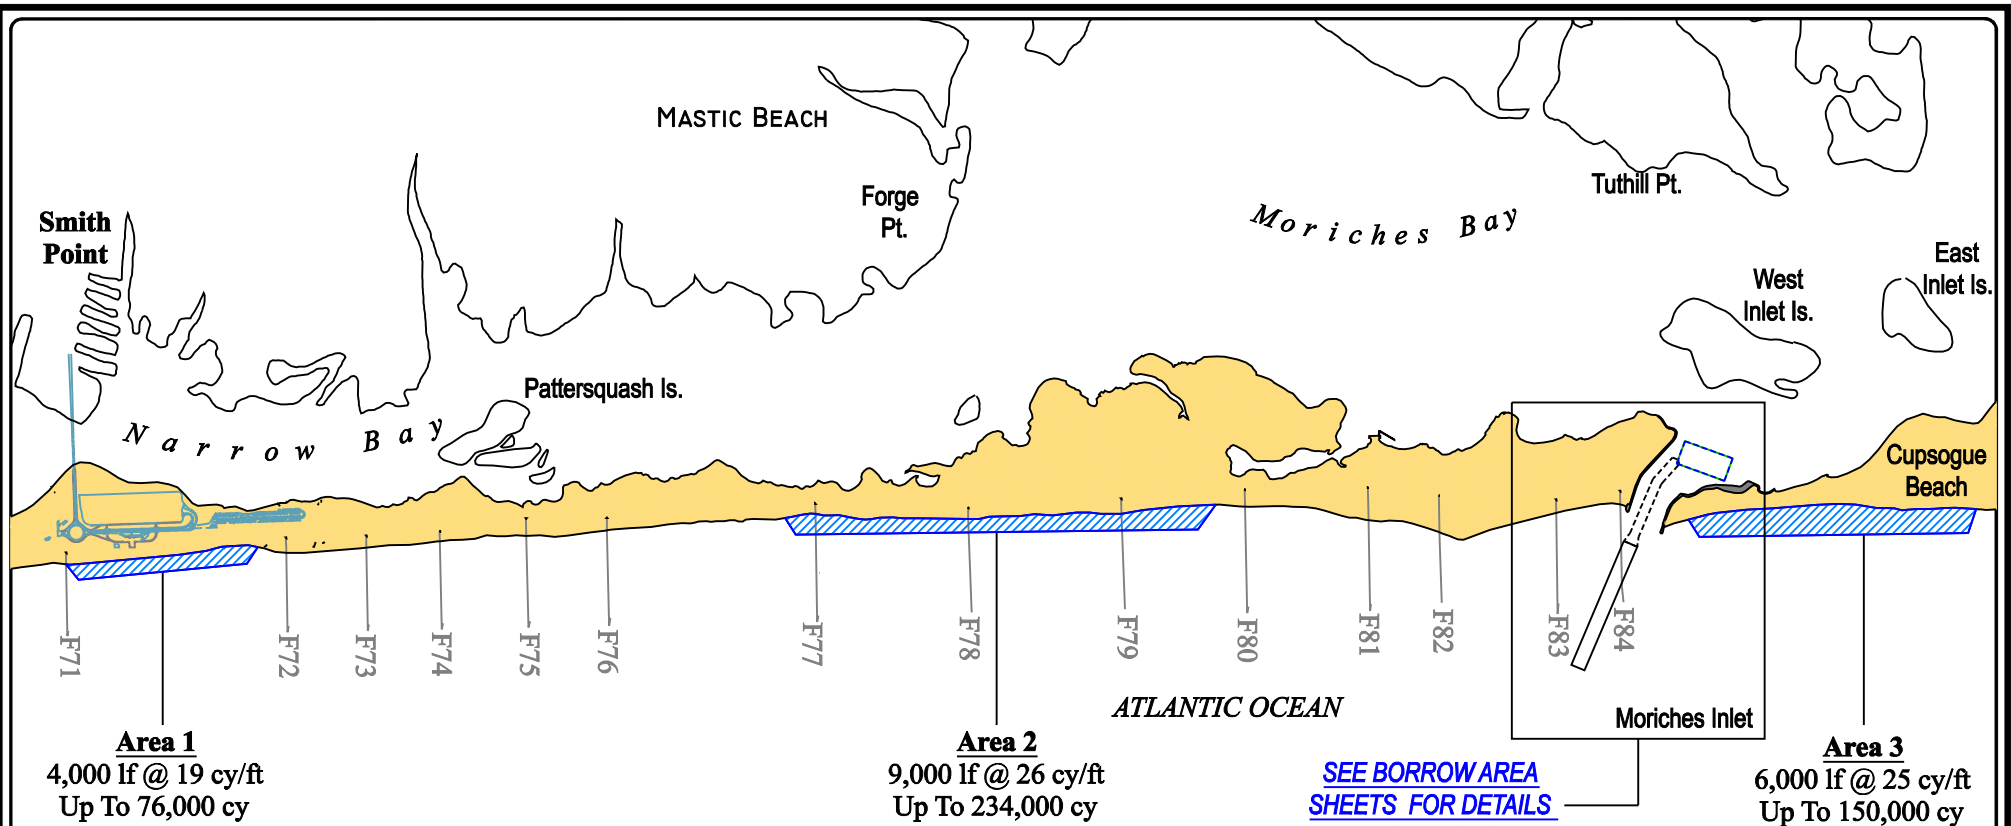 MASTIC BEACH
Tuthill Pt.
Forge
Pt.
Moriches Bay
Smith
Point
East
Inlet Is.
West
Inlet Is.
Pattersquash Is.
Narrow Bay
Cupsogue
Beach
F71
F72
F73
F74
F75
F76
F77
F78
F79
F80
F81
F82
F83
F84
ATLANTIC OCEAN
Moriches Inlet
Area 1
4,000 lf @ 19 cy/ft
Up To 76,000 cy
Area 2
9,000 lf @ 26 cy/ft
Up To 234,000 cy
SEE BORROW AREA
SHEETS FOR DETAILS
Area 3
6,000 lf @ 25 cy/ft
Up To 150,000 cy